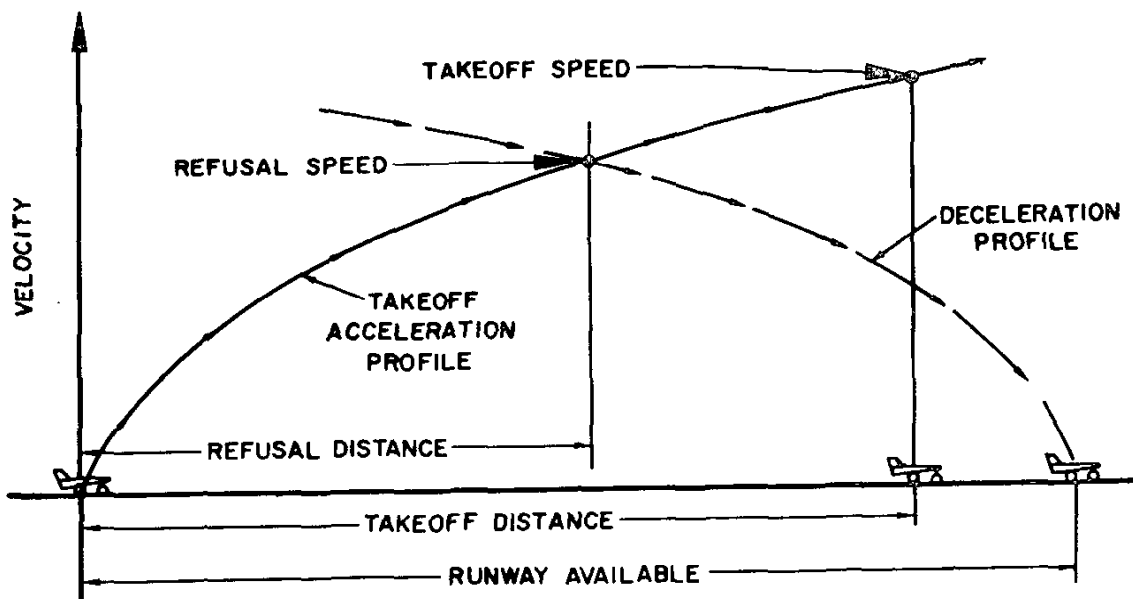 TAKEOFF SPEED
REFUSAL SPEED
DECELERATION
PROFILE
VELOCITY
TAKEOFF
ACCELERATION
PROFILE
REFUSAL DISTANCE
TAKEOFF DISTANCE
RUNWAY AVAILABLE